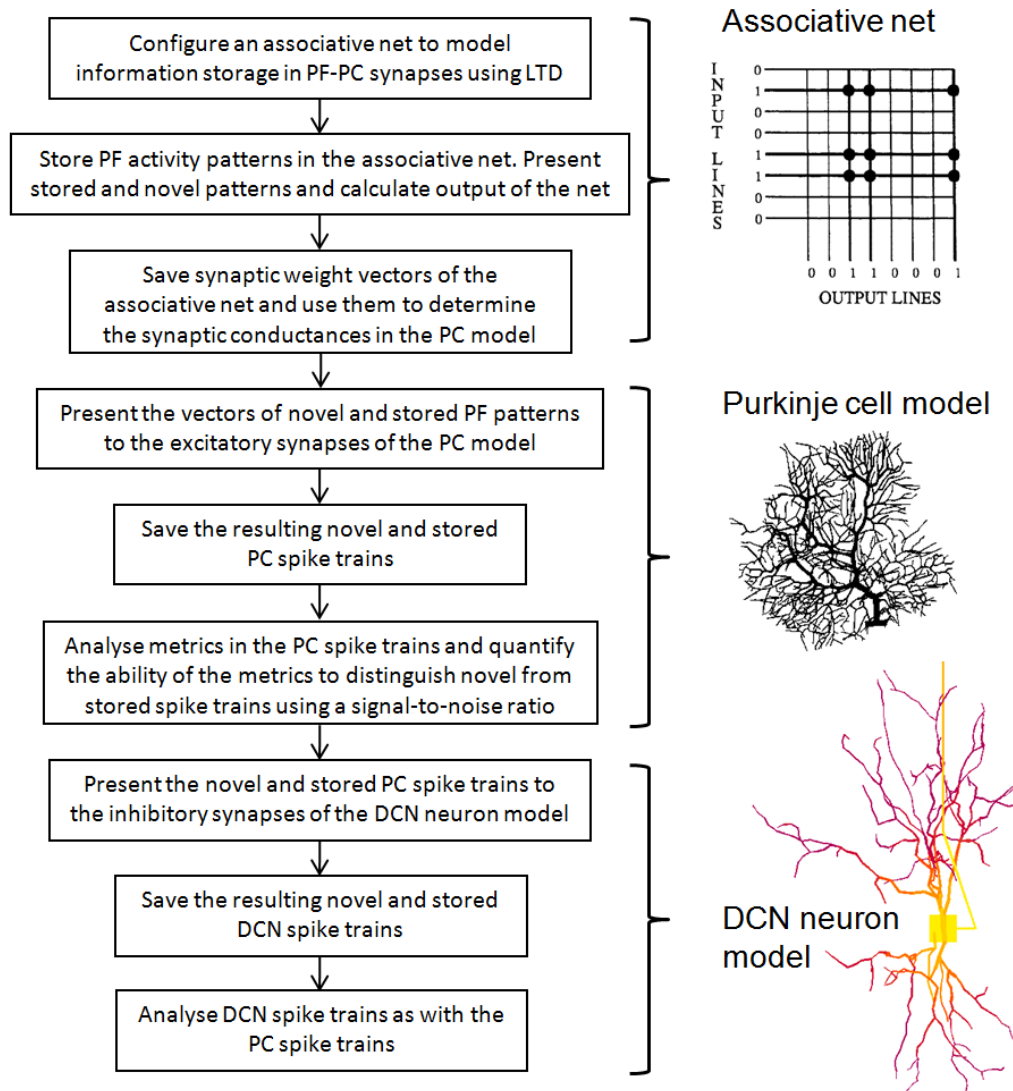 Configure an associative net to model
information storage in PF-PC synapses using LTD
Store PF activity patterns in the associative net. Present
stored and novel patterns and calculate output of the net
Save synaptic weight vectors of the
associative net and use them to determine
the synaptic conductances in the PC model
Present the vectors of novel and stored PF patterns
to the excitatory synapses of the PC model
Save the resulting novel and stored
PC spike trains
Analyse metrics in the PC spike trains and quantify
the ability of the metrics to distinguish novel from
stored spike trains using a signal-to-noise ratio
Present the novel and stored PC spike trains to
the inhibitory synapses of the DCN neuron model
Save the resulting novel and stored
DCN spike trains
Analyse DCN spike trains as with the
PC spike trains
Associative net
INPUT LINES
0
1
0
0
1
1
0
0
0 0 1 1 0 0 0 1
OUTPUT LINES
Purkinje cell model
DCN neuron
model